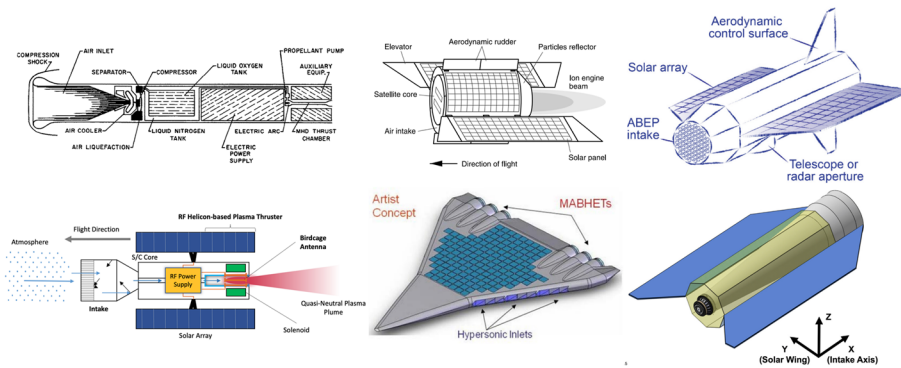 COMPRESSION
SHOCK
AIR INLET
SEPARATOR
COMPRESSOR
LIQUID OXYGEN
TANK
PROPELLANT PUMP
AUXILIARY
EQUIP.
AIR COOLER
AIR LIQUEFACTION
LIQUID NITROGEN
TANK
ELECTRIC
POWER
SUPPLY
ELECTRIC ARC
MHD THRUST
CHAMBER
Elevator
Aerodynamic rudder
Particles reflector
Satellite core
Ion engine
beam
Air intake
Solar panel
Direction of flight
Aerodynamic
control surface
Solar array
ABEP
intake
Telescope or
radar aperture
RF Helicon-based Plasma Thruster
Flight Direction
Atmosphere
S/C Core
Birdcage
Antenna
RF Power
Supply
Intake
Quasi-Neutral Plasma
Plume
Solenoid
Solar Array
Artist
Concept
MABHETs
Hypersonic Inlets
Z
Y
(Solar Wing)
X
(Intake Axis)